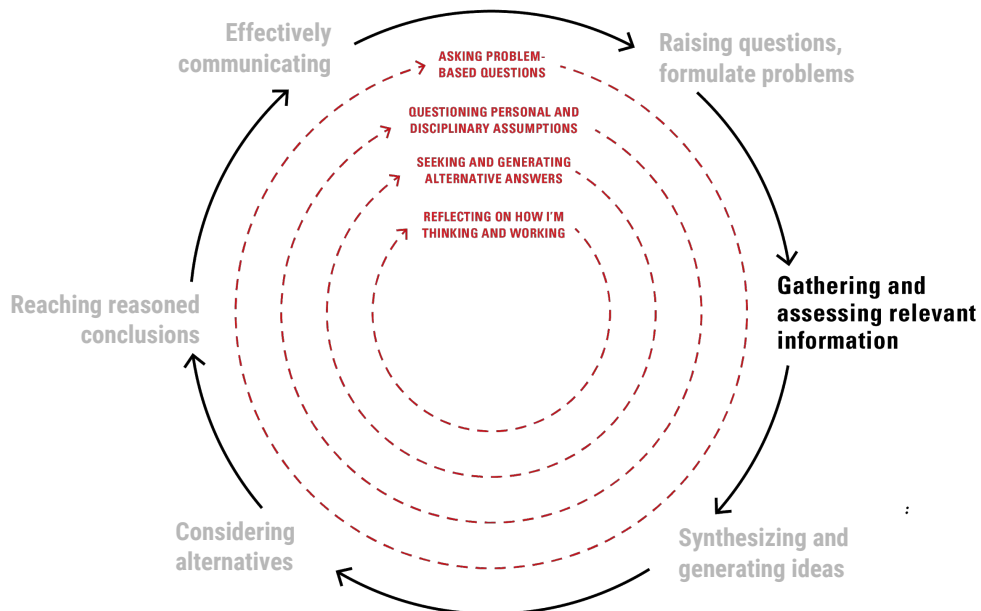 Effectively
communicating
ASKING PROBLEM-
BASED QUESTIONS
Raising questions,
formulate problems
QUESTIONING PERSONAL AND
DISCIPLINARY ASSUMPTIONS
SEEKING AND GENERATING
ALTERNATIVE ANSWERS
REFLECTING ON HOW I'M
THINKING AND WORKING
Reaching reasoned
conclusions
Gathering and
assessing relevant
information
Considering
alternatives
:
Synthesizing and
generating ideas